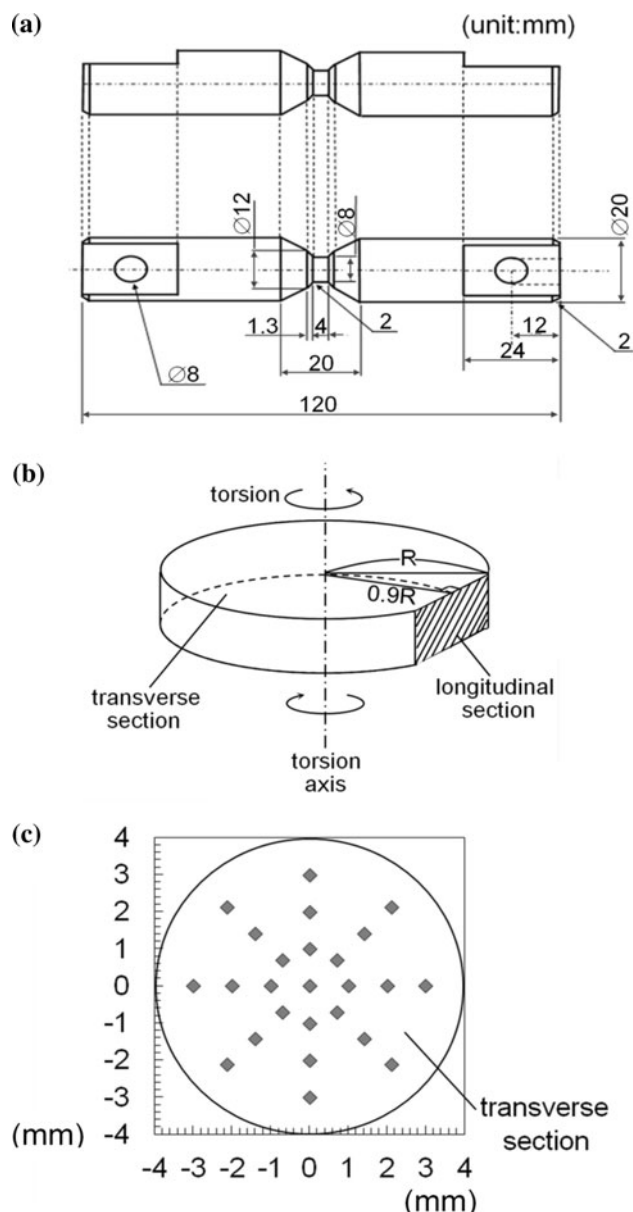 (a)
(unit:mm)
∅12
∅8
∅20
1.3
4
2
12
2
20
24
∅8
120
(b)
torsion
R
0.9R
transverse
section
longitudinal
section
torsion
axis
(c)
4
3
2
1
0
-1
-2
-3
-4
transverse
section
(mm)
-4 -3 -2 -1 0 1 2 3 4
(mm)